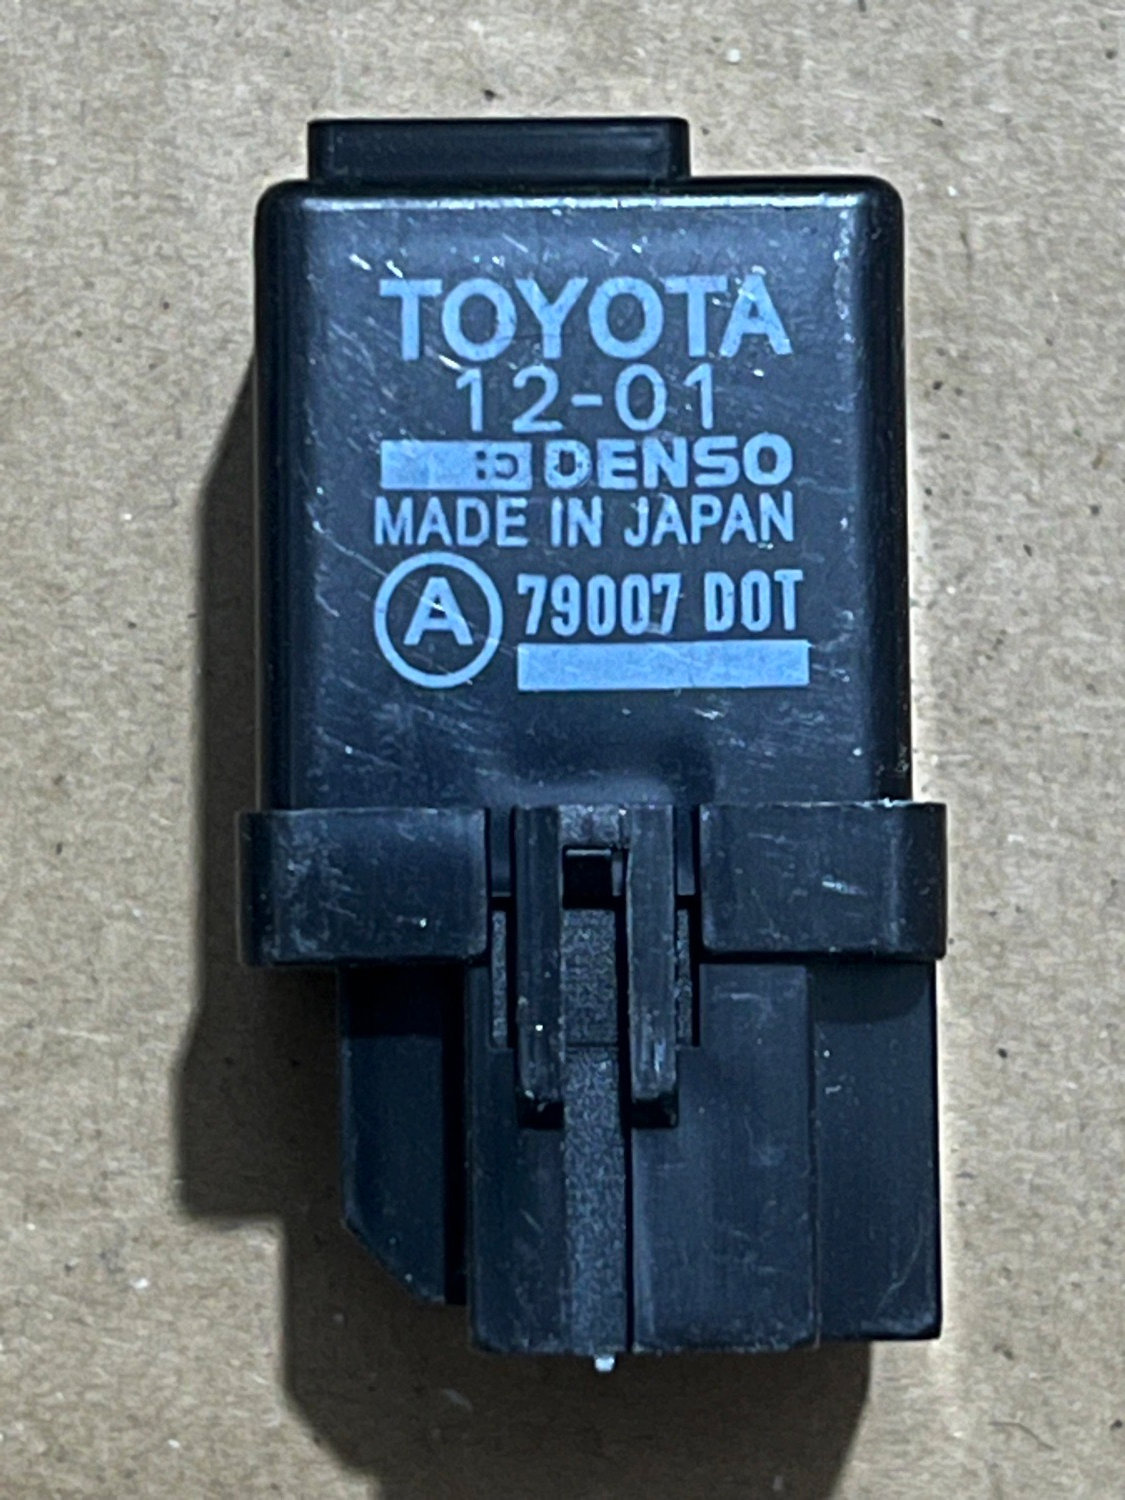 TOYOTA
12-01
DENSO
MADE IN JAPAN
A 79007 DOT